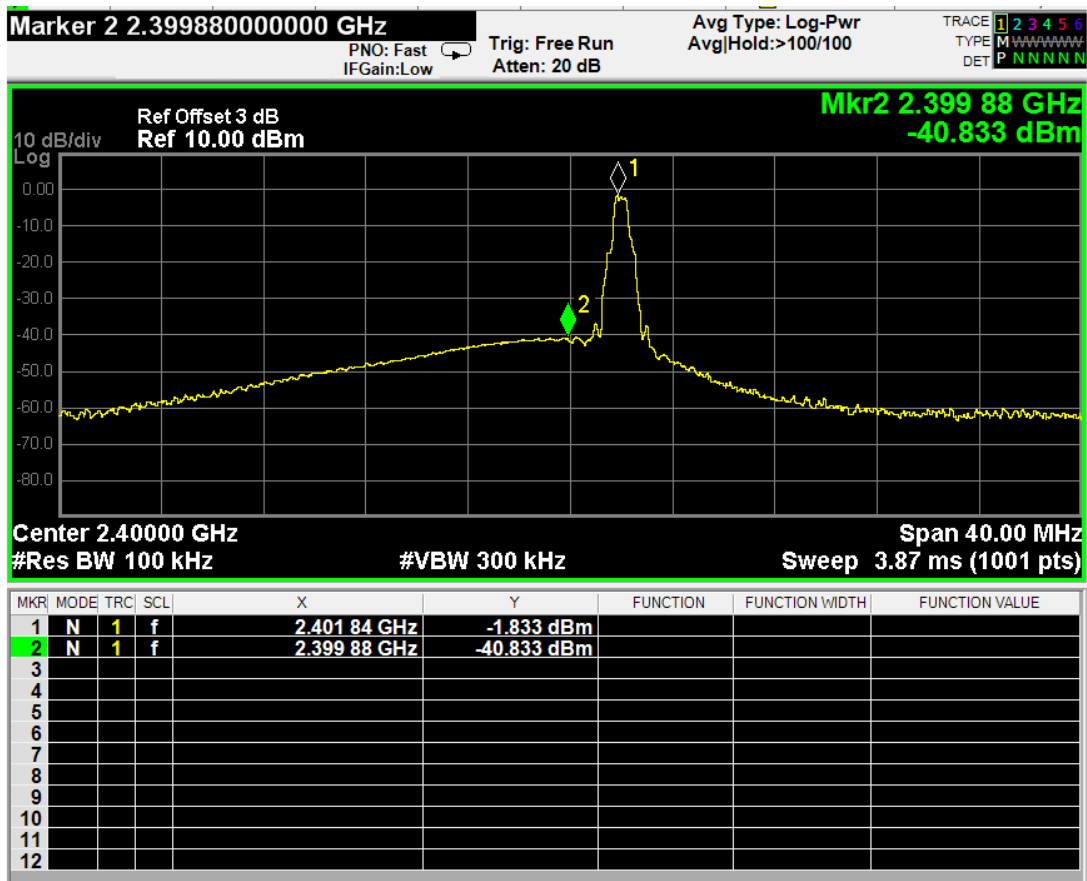 Marker 2 2.399880000000 GHz
PNO: Fast
IFGain:Low
Trig: Free Run
Atten: 20 dB
Avg Type: Log-Pwr
Avg|Hold:>100/100
TRACE 1 2 3 4 5 6
TYPE M WWWWW
DET P N N N N N
Mkr2 2.399 88 GHz
-40.833 dBm
Ref Offset 3 dB
10 dB/div Ref 10.00 dBm
Log
1
0.00
-10.0
-20.0
-30.0
2
-40.0
-50.0
-60.0
-70.0
-80.0
Center 2.40000 GHz Span 40.00 MHz
#Res BW 100 kHz #VBW 300 kHz Sweep 3.87 ms (1001 pts)
MKR MODE TRC SCL X Y FUNCTION FUNCTION WIDTH FUNCTION VALUE
1 N 1 f 2.401 84 GHz -1.833 dBm
2 N 1 f 2.399 88 GHz -40.833 dBm
3
4
5
6
7
8
9
10
11
12